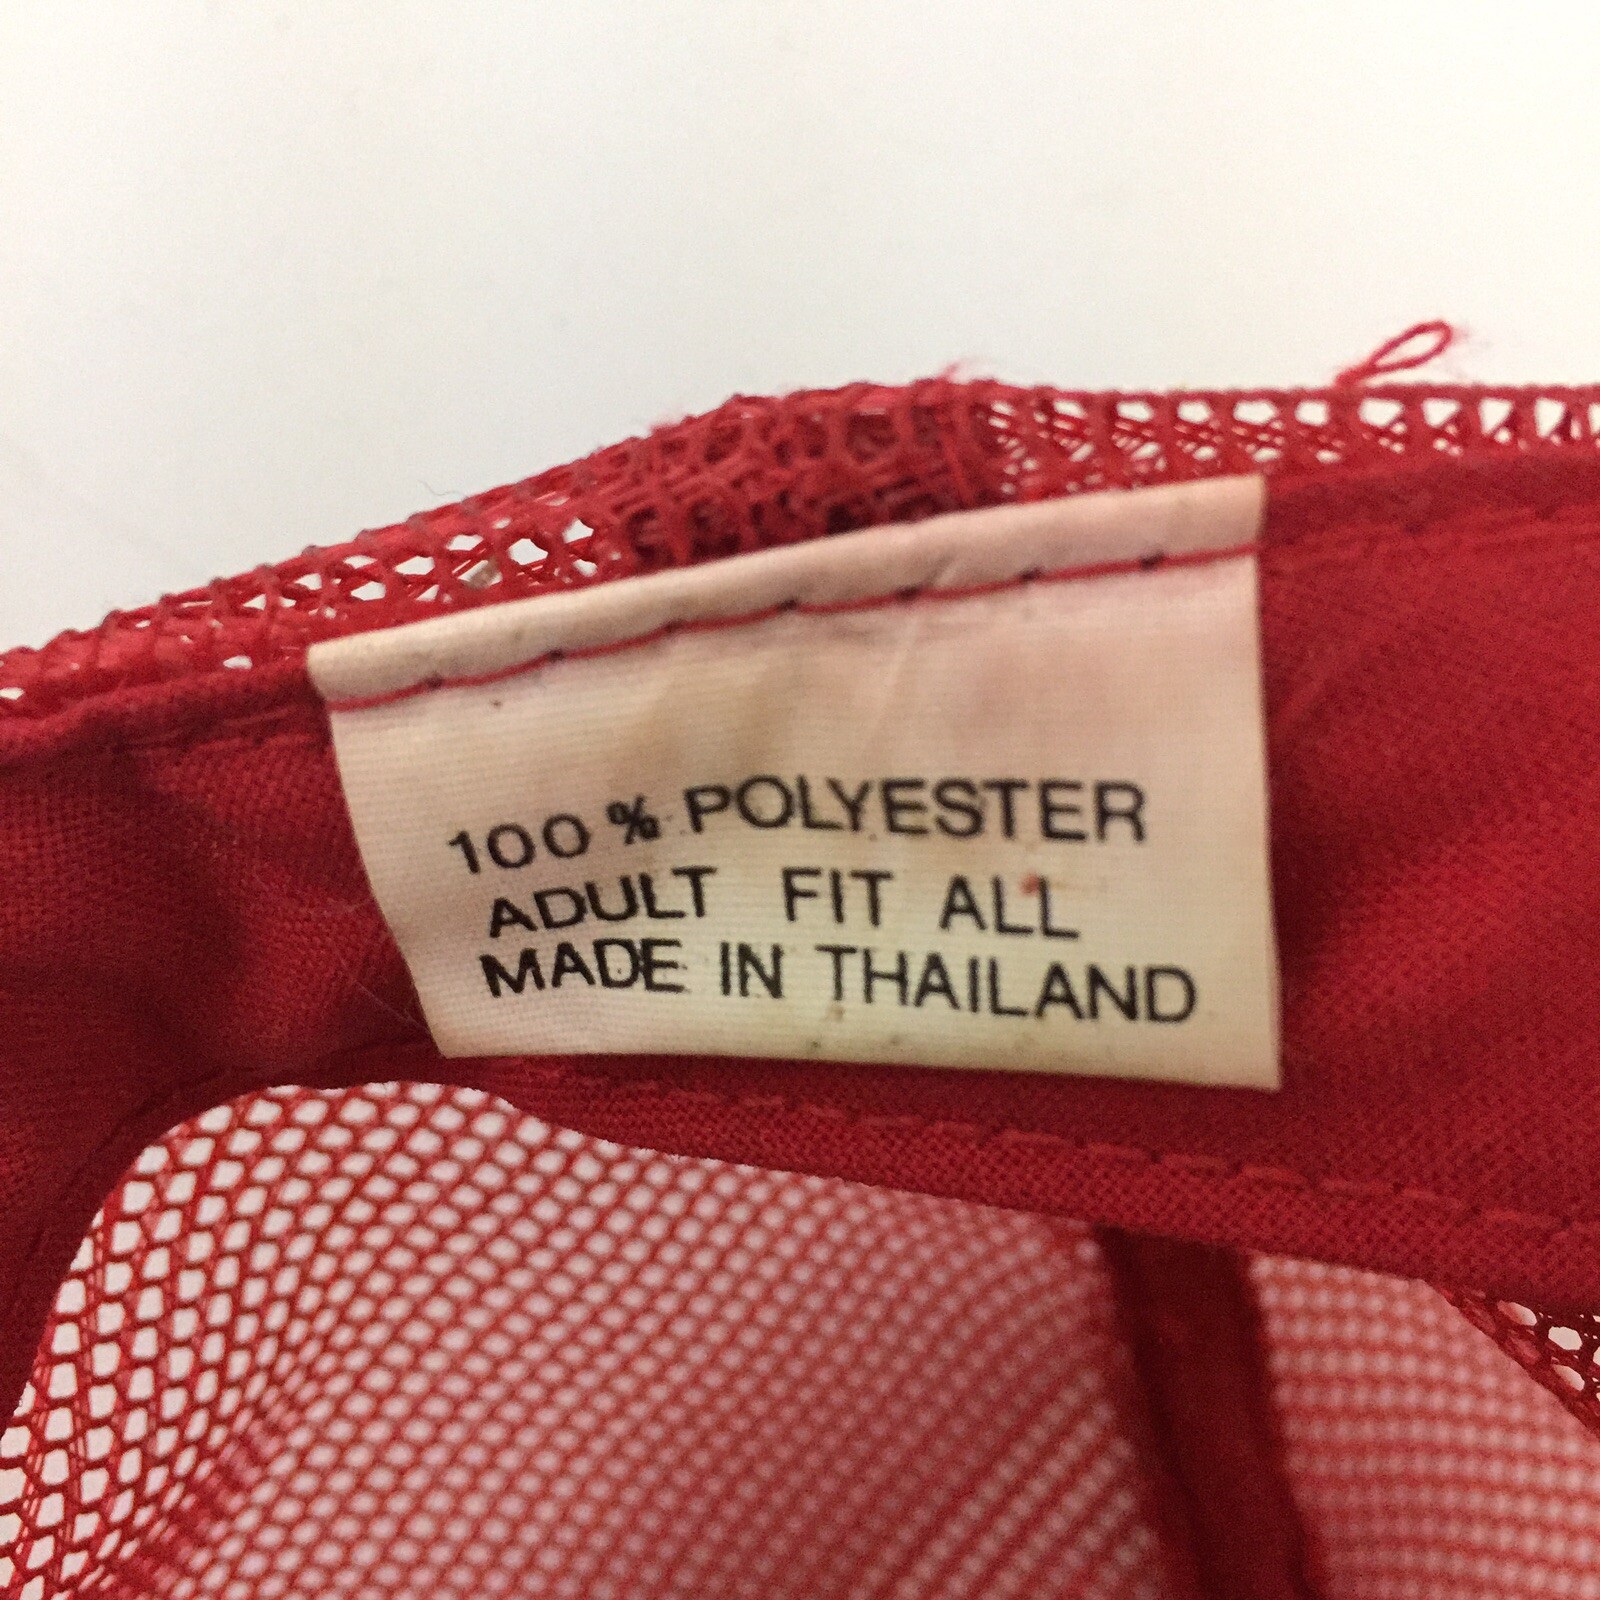 100 % POLYESTER
ADULT FIT ALL
MADE IN THAILAND